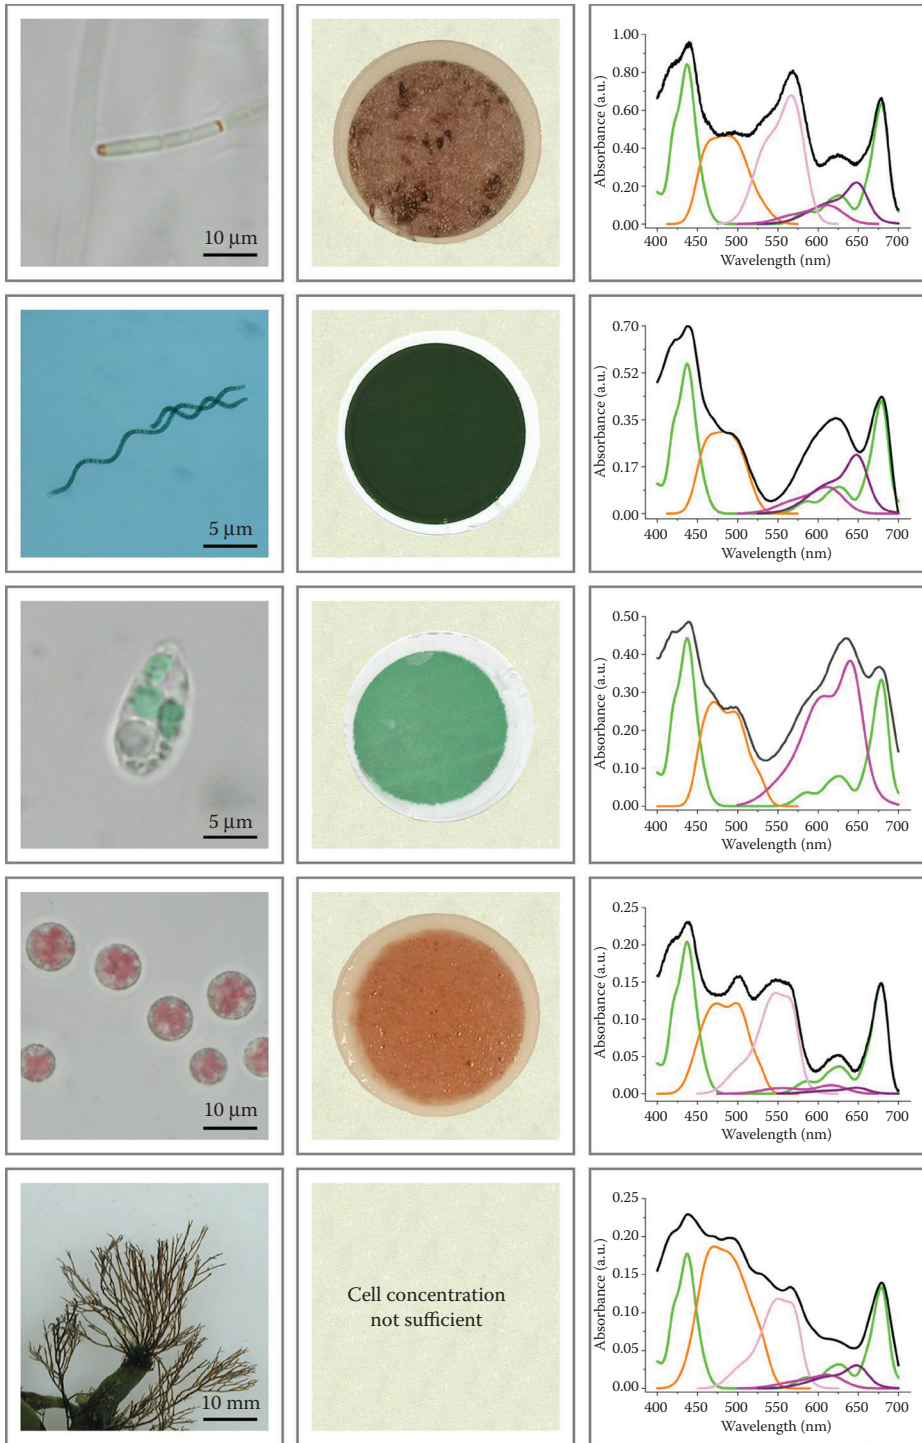 10 µm
1.00
0.80
0.60
0.40
0.20
0.00
Absorbance (a.u.)
400 450 500 550 600 650 700
Wavelength (nm)
5 µm
0.70
0.52
0.35
0.17
0.00
Absorbance (a.u.)
400 450 500 550 600 650 700
Wavelength (nm)
5 µm
0.50
0.40
0.30
0.20
0.10
0.00
Absorbance (a.u.)
400 450 500 550 600 650 700
Wavelength (nm)
10 µm
0.25
0.20
0.15
0.10
0.05
0.00
Absorbance (a.u.)
400 450 500 550 600 650 700
Wavelength (nm)
10 mm
Cell concentration
not sufficient
0.25
0.20
0.15
0.10
0.05
0.00
Absorbance (a.u.)
400 450 500 550 600 650 700
Wavelength (nm)